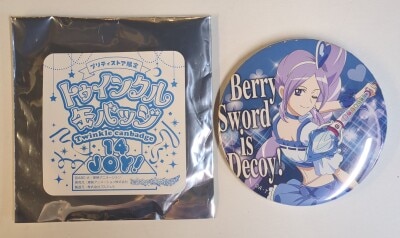 プリティストア限定
トゥインクル
缶バッジ
Twinkle canbadge
14
JOY!
Berry
Sword
is
Decoy!